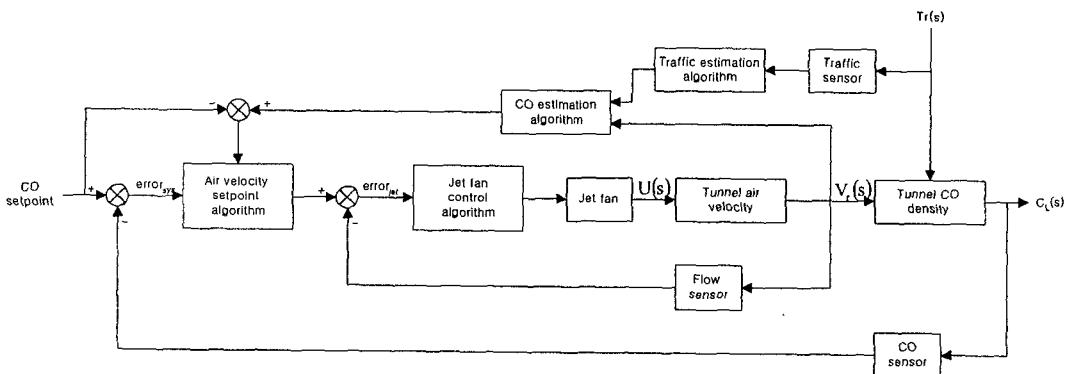 Tr(s)
Traffic estimation
algorithm
Traffic
sensor
CO estimation
algorithm
−
+
CO
setpoint
+
−
error_sys
Air velocity
setpoint
algorithm
+
−
error_jet
Jet fan
control
algorithm
Jet fan
U(s)
Tunnel air
velocity
V_r(s)
Tunnel CO
density
C_L(s)
Flow
sensor
CO
sensor